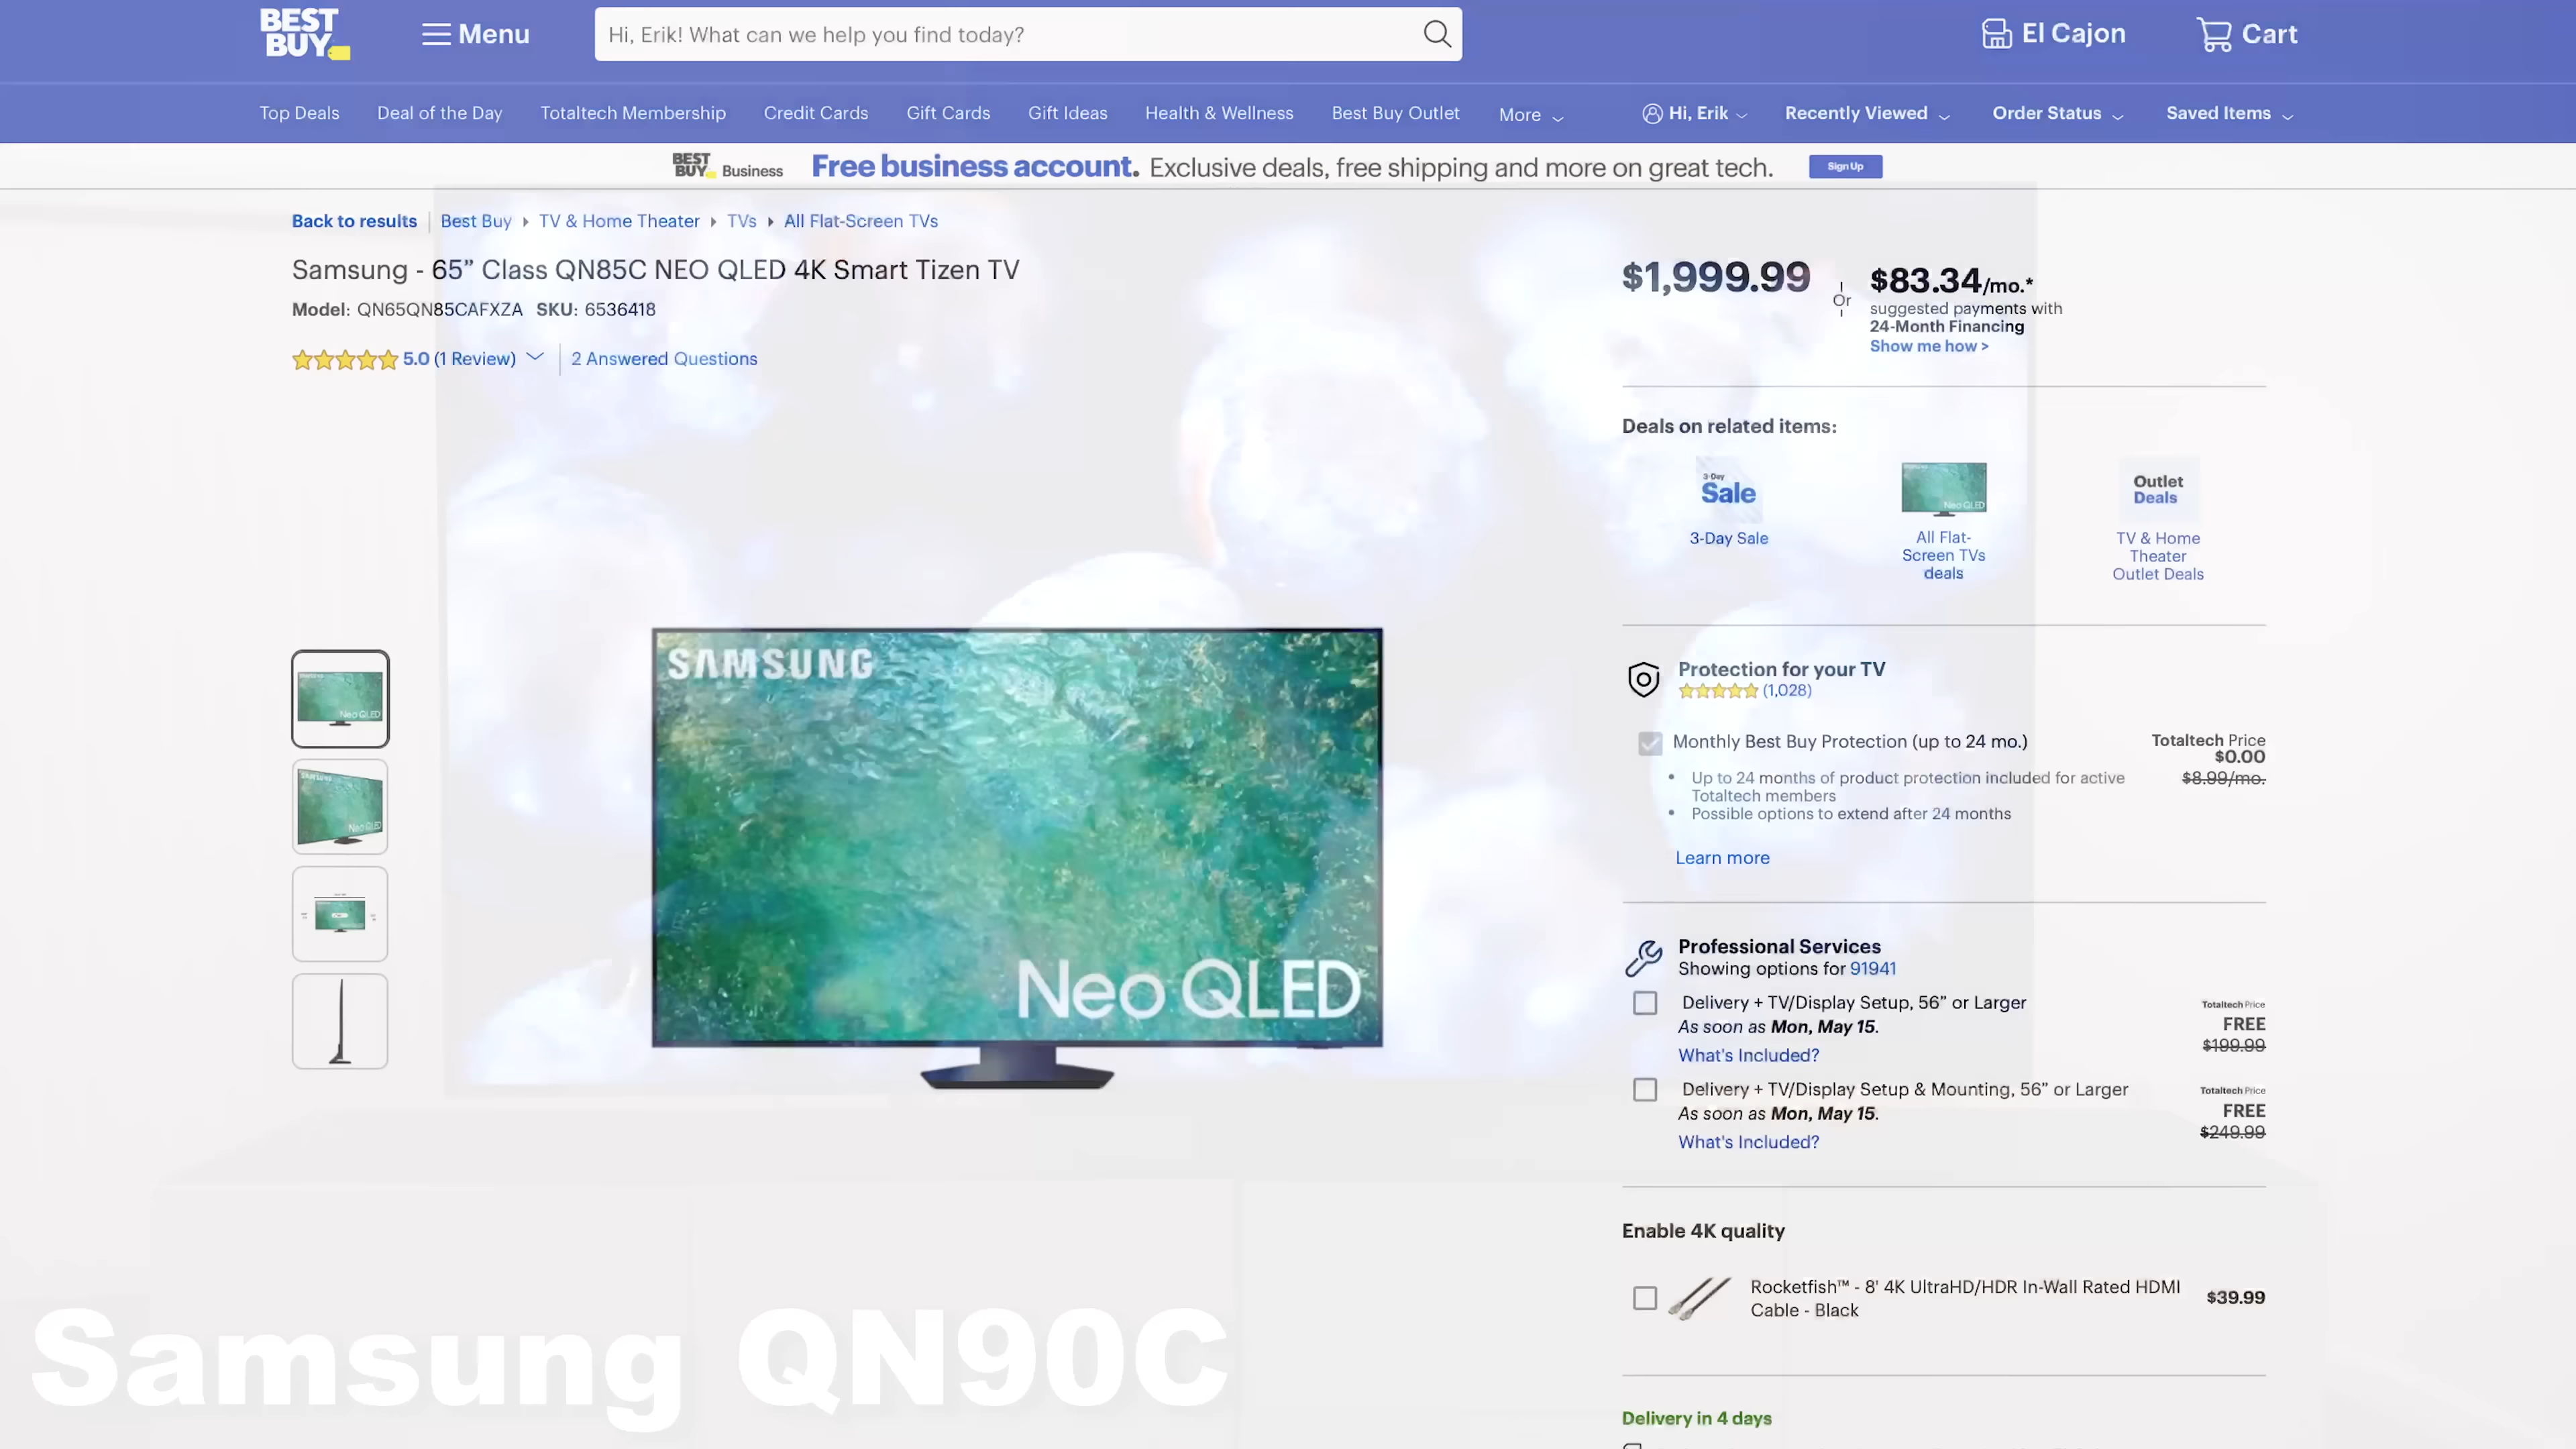 BEST
BUY
Menu
Hi, Erik! What can we help you find today?
El Cajon
Cart
Top Deals
Deal of the Day
Totaltech Membership
Credit Cards
Gift Cards
Gift Ideas
Health & Wellness
Best Buy Outlet
More
Hi, Erik
Recently Viewed
Order Status
Saved Items
BEST
BUY
Business
Free business account. Exclusive deals, free shipping and more on great tech.
Sign Up
Back to results
Best Buy
TV & Home Theater
TVs
All Flat-Screen TVs
Samsung - 65” Class QN85C NEO QLED 4K Smart Tizen TV
Model: QN65QN85CAFXZA SKU: 6536418
5.0 (1 Review)
2 Answered Questions
SAMSUNG
Neo QLED
Neo QLED
Neo QLED
$1,999.99
Or
$83.34/mo.*
suggested payments with
24-Month Financing
Show me how >
Deals on related items:
3-Day
Sale
3-Day Sale
Neo QLED
All Flat-
Screen TVs
deals
Outlet
Deals
TV & Home
Theater
Outlet Deals
Protection for your TV
(1,028)
Monthly Best Buy Protection (up to 24 mo.)
Totaltech Price
$0.00
$8.99/mo.
• Up to 24 months of product protection included for active
Totaltech members
• Possible options to extend after 24 months
Learn more
Professional Services
Showing options for 91941
Delivery + TV/Display Setup, 56” or Larger
As soon as Mon, May 15.
What's Included?
Totaltech Price
FREE
$199.99
Delivery + TV/Display Setup & Mounting, 56” or Larger
As soon as Mon, May 15.
What's Included?
Totaltech Price
FREE
$249.99
Enable 4K quality
Rocketfish™ - 8' 4K UltraHD/HDR In-Wall Rated HDMI
Cable - Black
$39.99
Delivery in 4 days
Samsung QN90C